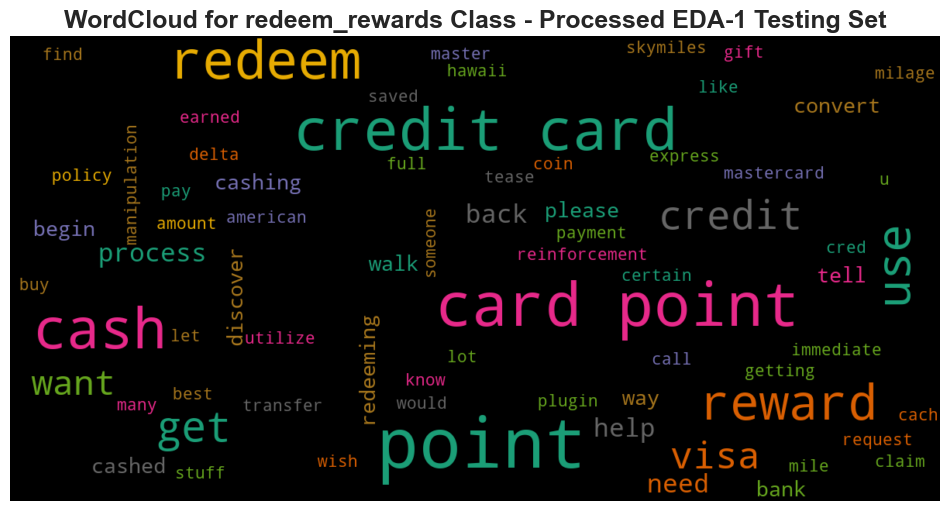 WordCloud for redeem_rewards Class - Processed EDA-1 Testing Set
find
redeem
master
skymiles
gift
hawaii
milage
saved
like
convert
earned
credit card
delta
full
coin
express
manipulation
policy
pay
cashing
tease
mastercard
u
begin
amount
american
back
please
credit
someone
payment
process
reinforcement
cred
use
walk
certain
tell
discover
buy
cash
let
utilize
card point
redeeming
lot
call
immediate
getting
want
know
many
best
transfer
would
plugin
way
reward
cach
get
point
help
request
cashed
stuff
wish
visa
mile
claim
need
bank